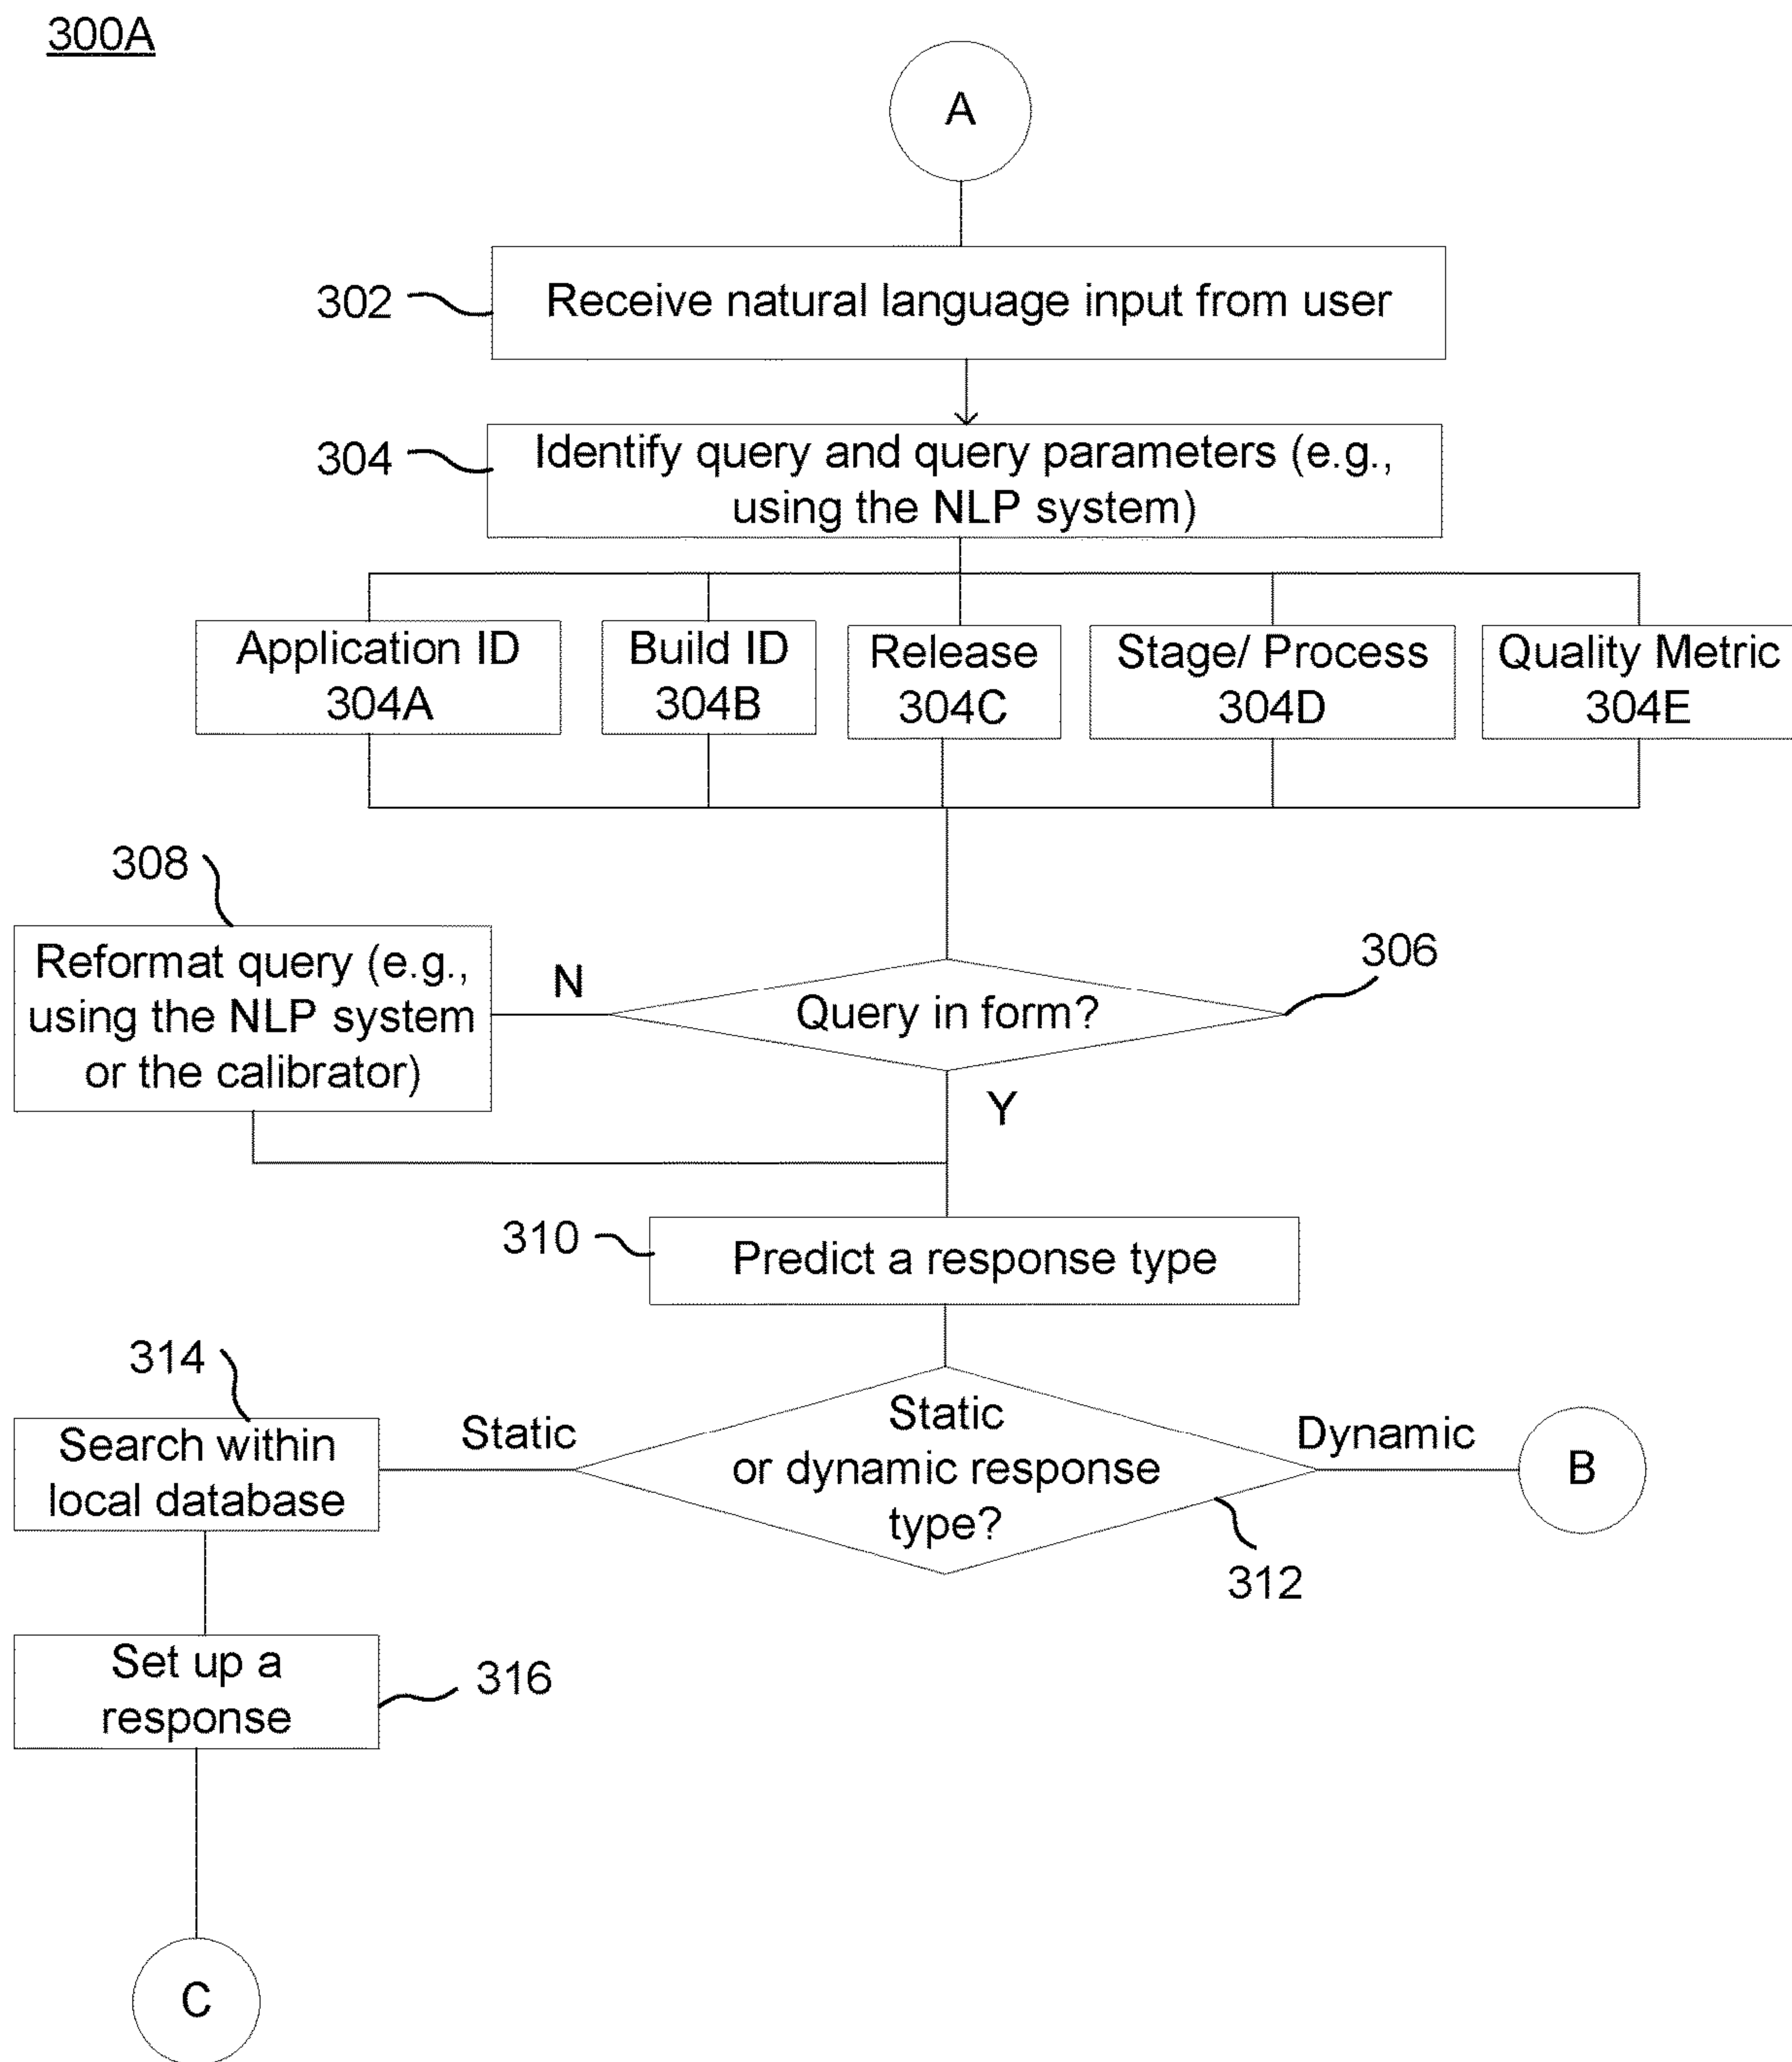 300A
A
302
Receive natural language input from user
304
Identify query and query parameters (e.g.,
using the NLP system)
Application ID
304A
Build ID
304B
Release
304C
Stage/ Process
304D
Quality Metric
304E
308
Reformat query (e.g.,
using the NLP system
or the calibrator)
N
Query in form?
306
Y
310
Predict a response type
314
Search within
local database
Static
Static
or dynamic response
type?
Dynamic
B
312
Set up a
response
316
C